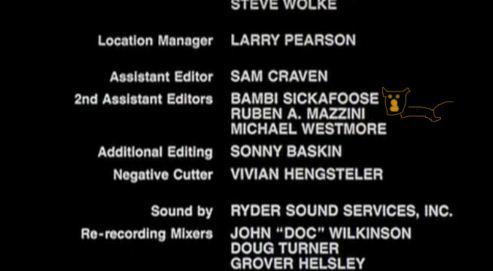 STEVE WOLKE
Location Manager LARRY PEARSON
Assistant Editor SAM CRAVEN
2nd Assistant Editors BAMBI SICKAFOOSE
RUBEN A. MAZZINI
MICHAEL WESTMORE
Additional Editing SONNY BASKIN
Negative Cutter VIVIAN HENGSTELER
Sound by RYDER SOUND SERVICES, INC.
Re-recording Mixers JOHN "DOC" WILKINSON
DOUG TURNER
GROVER HELSLEY